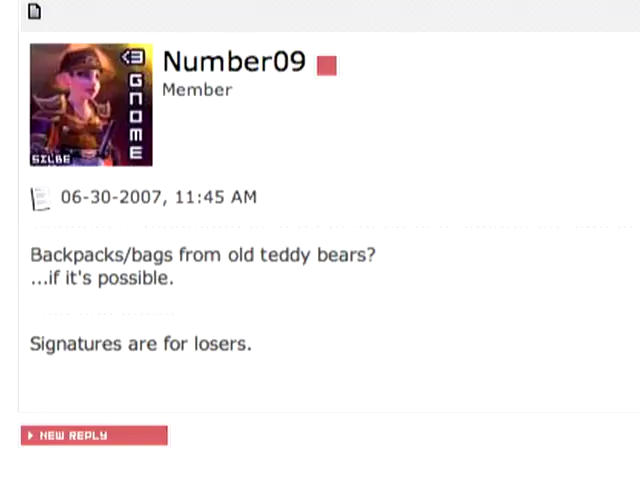 Number09
Member
<3 GNOME
SILBE
06-30-2007, 11:45 AM
Backpacks/bags from old teddy bears?
...if it's possible.
Signatures are for losers.
NEW REPLY